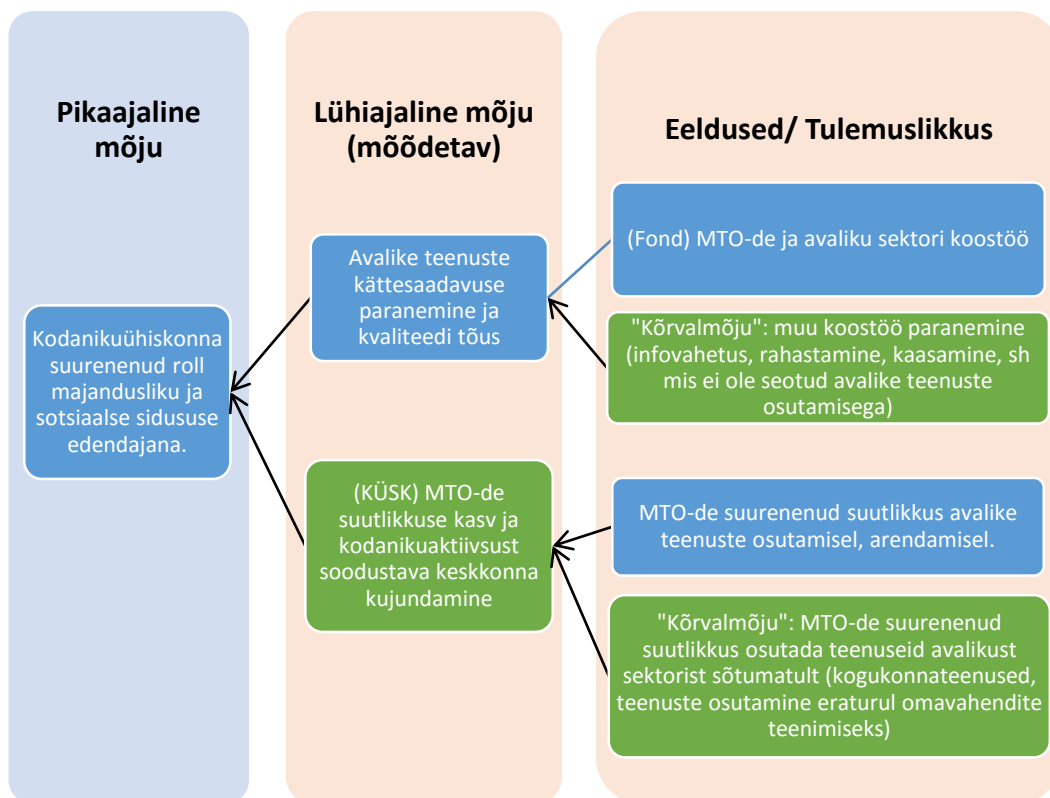 Pikaajaline
mõju
Kodanikuühiskonna
suurenenud roll
majandusliku ja
sotsiaalse sidususe
edendajana.
Lühiajaline mõju
(mõõdetav)
Avalike teenuste
kättesaadavuse
paranemine ja
kvaliteedi tõus
(KÜSK) MTO-de
suutlikkuse kasv ja
kodanikuaktiivsust
soodustava keskkonna
kujundamine
Eeldused/ Tulemuslikkus
(Fond) MTO-de ja avaliku sektori koostöö
"Kõrvalmõju": muu koostöö paranemine
(infovahetus, rahastamine, kaasamine, sh
mis ei ole seotud avalike teenuste
osutamisega)
MTO-de suurenenud suutlikkus avalike
teenuste osutamisel, arendamisel.
"Kõrvalmõju": MTO-de suurenenud
suutlikkus osutada teenuseid avalikust
sektorist sõtumatult (kogukonnateenused,
teenuste osutamine eraturul omavahendite
teenimiseks)